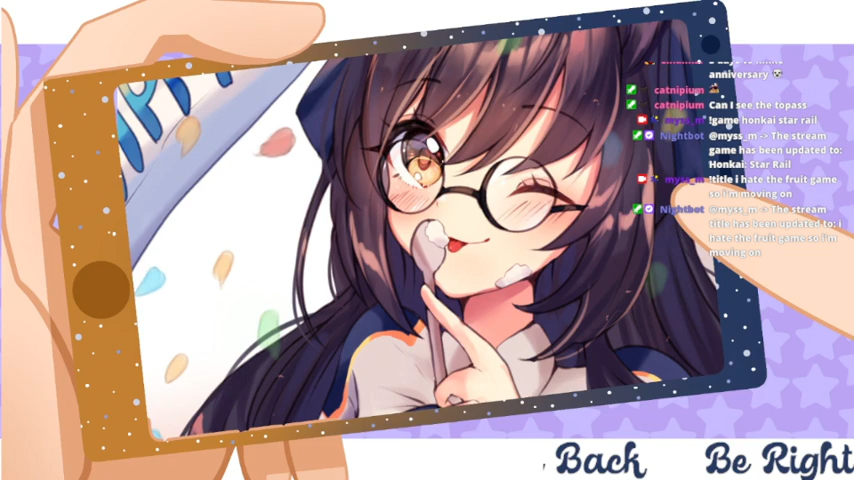 anniversary
catnipium
catnipium Can I see the topass
myss_m !game honkai star rail
Nightbot @myss_m -> The stream
game has been updated to:
Honkai: Star Rail
myss_m !title i hate the fruit game
so i'm moving on
Nightbot @myss_m -> The stream
title has been updated to: i
hate the fruit game so i'm
moving on
Back Be Right